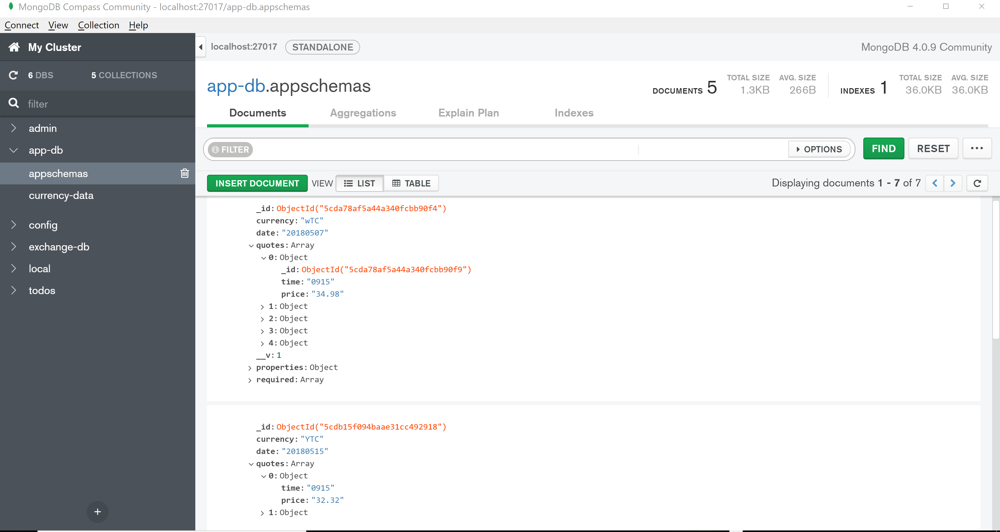 MongoDB Compass Community - localhost:27017/app-db.appschemas
Connect View Collection Help
My Cluster
localhost:27017 STANDALONE MongoDB 4.0.9 Community
6 DBS 5 COLLECTIONS
filter
admin
app-db
appschemas
currency-data
config
exchange-db
local
todos
+
app-db.appschemas
DOCUMENTS 5 TOTAL SIZE 1.3KB AVG. SIZE 266B INDEXES 1 TOTAL SIZE 36.0KB AVG. SIZE 36.0KB
Documents Aggregations Explain Plan Indexes
FILTER OPTIONS FIND RESET ...
INSERT DOCUMENT VIEW LIST TABLE Displaying documents 1 - 7 of 7
_id: ObjectId("5cda78af5a44a340fcbb90f4")
currency: "wTC"
date: "20180507"
quotes: Array
0: Object
_id: ObjectId("5cda78af5a44a340fcbb90f9")
time: "0915"
price: "34.98"
1: Object
2: Object
3: Object
4: Object
__v: 1
properties: Object
required: Array
_id: ObjectId("5cdb15f094baae31cc492918")
currency: "YTC"
date: "20180515"
quotes: Array
0: Object
time: "0915"
price: "32.32"
1: Object